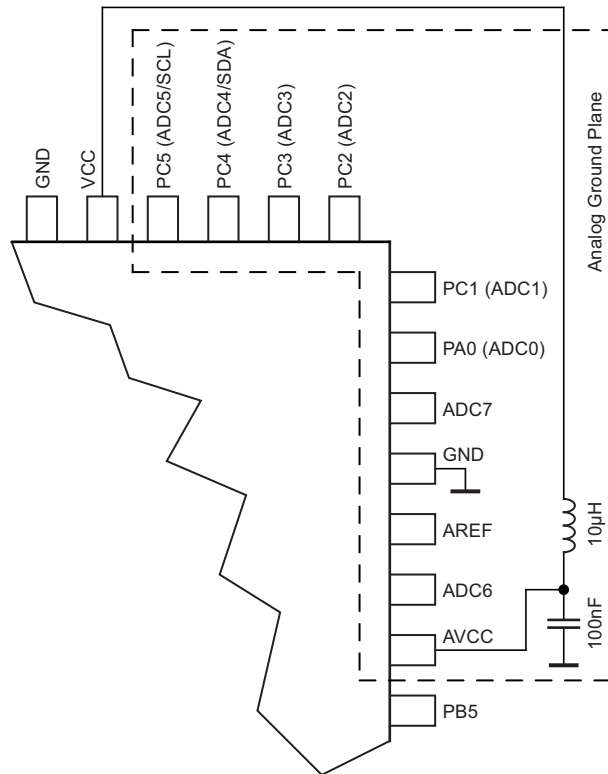 GND
VCC
PC5 (ADC5/SCL)
PC4 (ADC4/SDA)
PC3 (ADC3)
PC2 (ADC2)
Analog Ground Plane
PC1 (ADC1)
PA0 (ADC0)
ADC7
GND
AREF
ADC6
AVCC
PB5
10μH
100nF